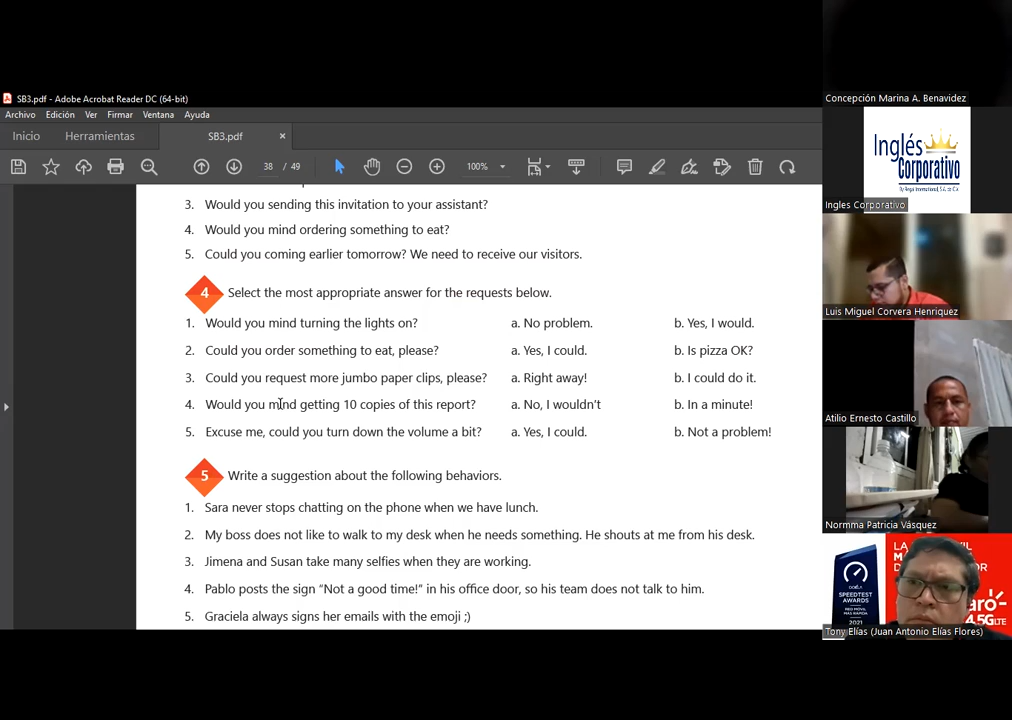 SB3.pdf - Adobe Acrobat Reader DC (64-bit)
Archivo Edición Ver Firmar Ventana Ayuda
Inicio Herramientas SB3.pdf ×
38 / 49 100%
3. Would you sending this invitation to your assistant?
4. Would you mind ordering something to eat?
5. Could you coming earlier tomorrow? We need to receive our visitors.
4 Select the most appropriate answer for the requests below.
1. Would you mind turning the lights on? a. No problem. b. Yes, I would.
2. Could you order something to eat, please? a. Yes, I could. b. Is pizza OK?
3. Could you request more jumbo paper clips, please? a. Right away! b. I could do it.
4. Would you mind getting 10 copies of this report? a. No, I wouldn't b. In a minute!
5. Excuse me, could you turn down the volume a bit? a. Yes, I could. b. Not a problem!
5 Write a suggestion about the following behaviors.
1. Sara never stops chatting on the phone when we have lunch.
2. My boss does not like to walk to my desk when he needs something. He shouts at me from his desk.
3. Jimena and Susan take many selfies when they are working.
4. Pablo posts the sign "Not a good time!" in his office door, so his team does not talk to him.
5. Graciela always signs her emails with the emoji ;)
Concepción Marina A. Benavidez
Inglés
Corporativo
By Regal International, S.A. de C.V.
Ingles Corporativo
Luis Miguel Corvera Henriquez
Atilio Ernesto Castillo
Normma Patricia Vásquez
SPEEDTEST
AWARDS
2021
LA
4.5G LTE
Tony Elías (Juan Antonio Elías Flores)